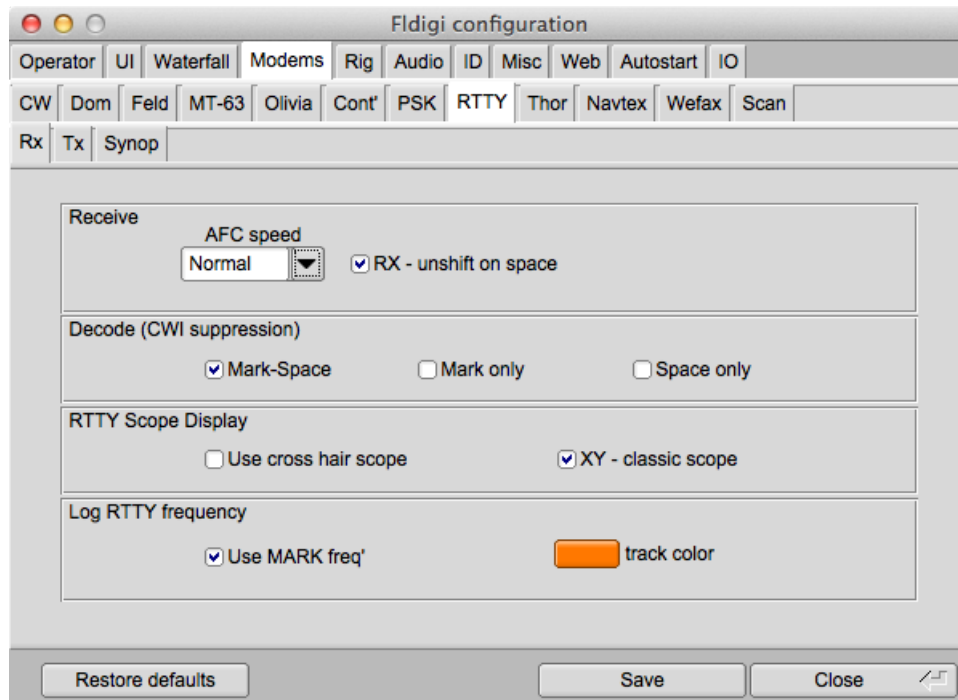 Fldigi configuration
Operator UI Waterfall Modems Rig Audio ID Misc Web Autostart IO
CW Dom Feld MT-63 Olivia Cont' PSK RTTY Thor Navtex Wefax Scan
Rx Tx Synop
Receive
AFC speed
Normal RX - unshift on space
Decode (CWI suppression)
Mark-Space Mark only Space only
RTTY Scope Display
Use cross hair scope XY - classic scope
Log RTTY frequency
Use MARK freq' track color
Restore defaults Save Close